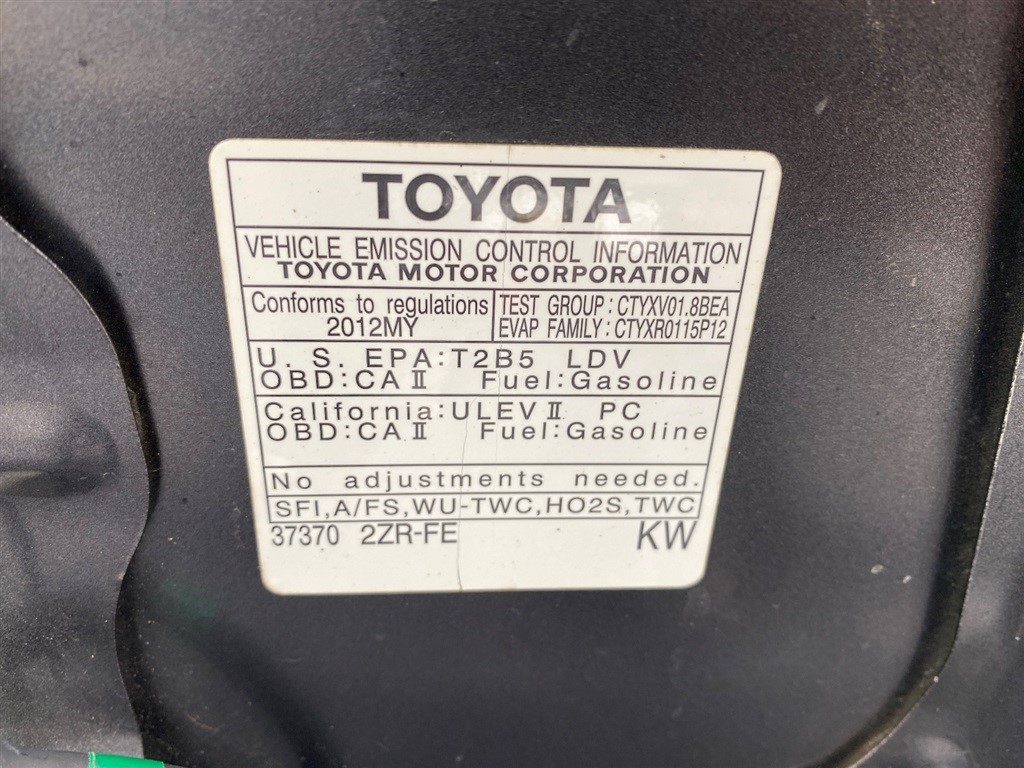 TOYOTA
VEHICLE EMISSION CONTROL INFORMATION
TOYOTA MOTOR CORPORATION
Conforms to regulations
2012MY
TEST GROUP : CTYXV01.8BEA
EVAP FAMILY : CTYXR0115P12
U. S. EPA:T2B5 LDV
OBD:CAⅡ Fuel:Gasoline
California:ULEVⅡ PC
OBD:CAⅡ Fuel:Gasoline
No adjustments needed.
SFI,A/FS,WU-TWC,HO2S,TWC
37370 2ZR-FE KW